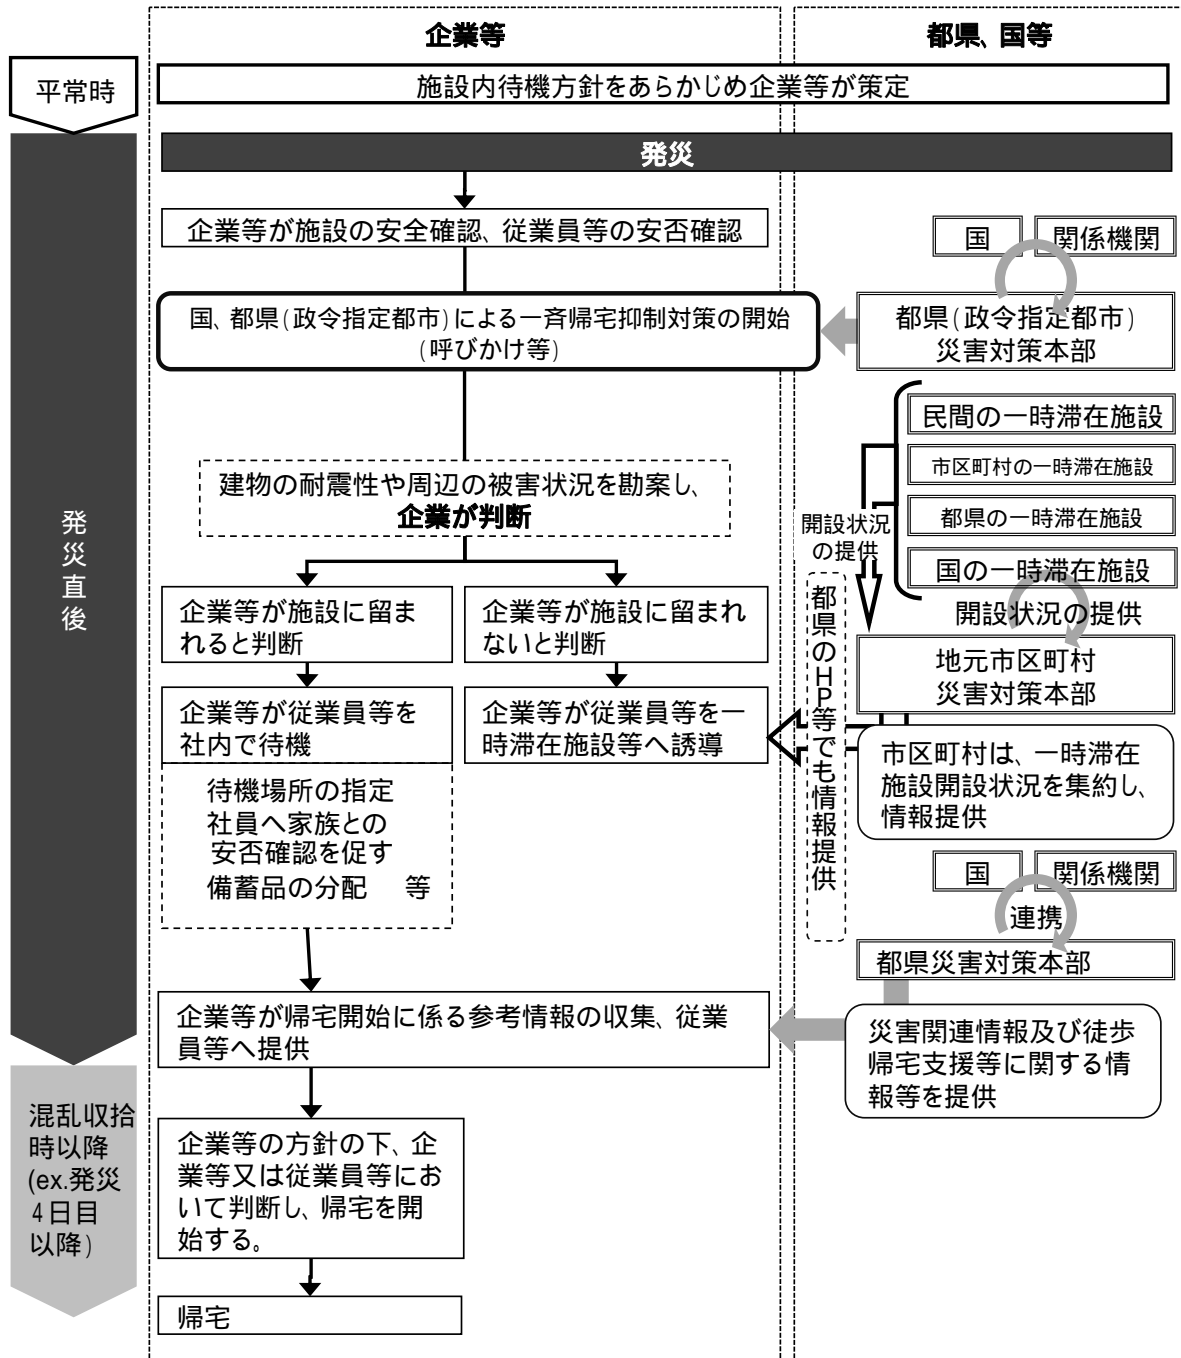 企業等
都県、国等
平常時
施設内待機方針をあらかじめ企業等が策定
発災
発災直後
企業等が施設の安全確認、従業員等の安否確認
国
関係機関
国、都県(政令指定都市)による一斉帰宅抑制対策の開始
(呼びかけ等)
都県(政令指定都市)
災害対策本部
民間の一時滞在施設
市区町村の一時滞在施設
都県の一時滞在施設
国の一時滞在施設
建物の耐震性や周辺の被害状況を勘案し、
企業が判断
開設状況
の提供
開設状況の提供
都県のHP等でも情報提供
企業等が施設に留ま
れると判断
企業等が施設に留まれ
ないと判断
地元市区町村
災害対策本部
企業等が従業員等を
社内で待機
企業等が従業員等を一
時滞在施設等へ誘導
市区町村は、一時滞在
施設開設状況を集約し、
情報提供
待機場所の指定
社員へ家族との
安否確認を促す
備蓄品の分配 等
国
関係機関
連携
都県災害対策本部
企業等が帰宅開始に係る参考情報の収集、従業
員等へ提供
災害関連情報及び徒歩
帰宅支援等に関する情
報等を提供
混乱収拾
時以降
(ex.発災
4日目
以降)
企業等の方針の下、企
業等又は従業員等にお
いて判断し、帰宅を開
始する。
帰宅